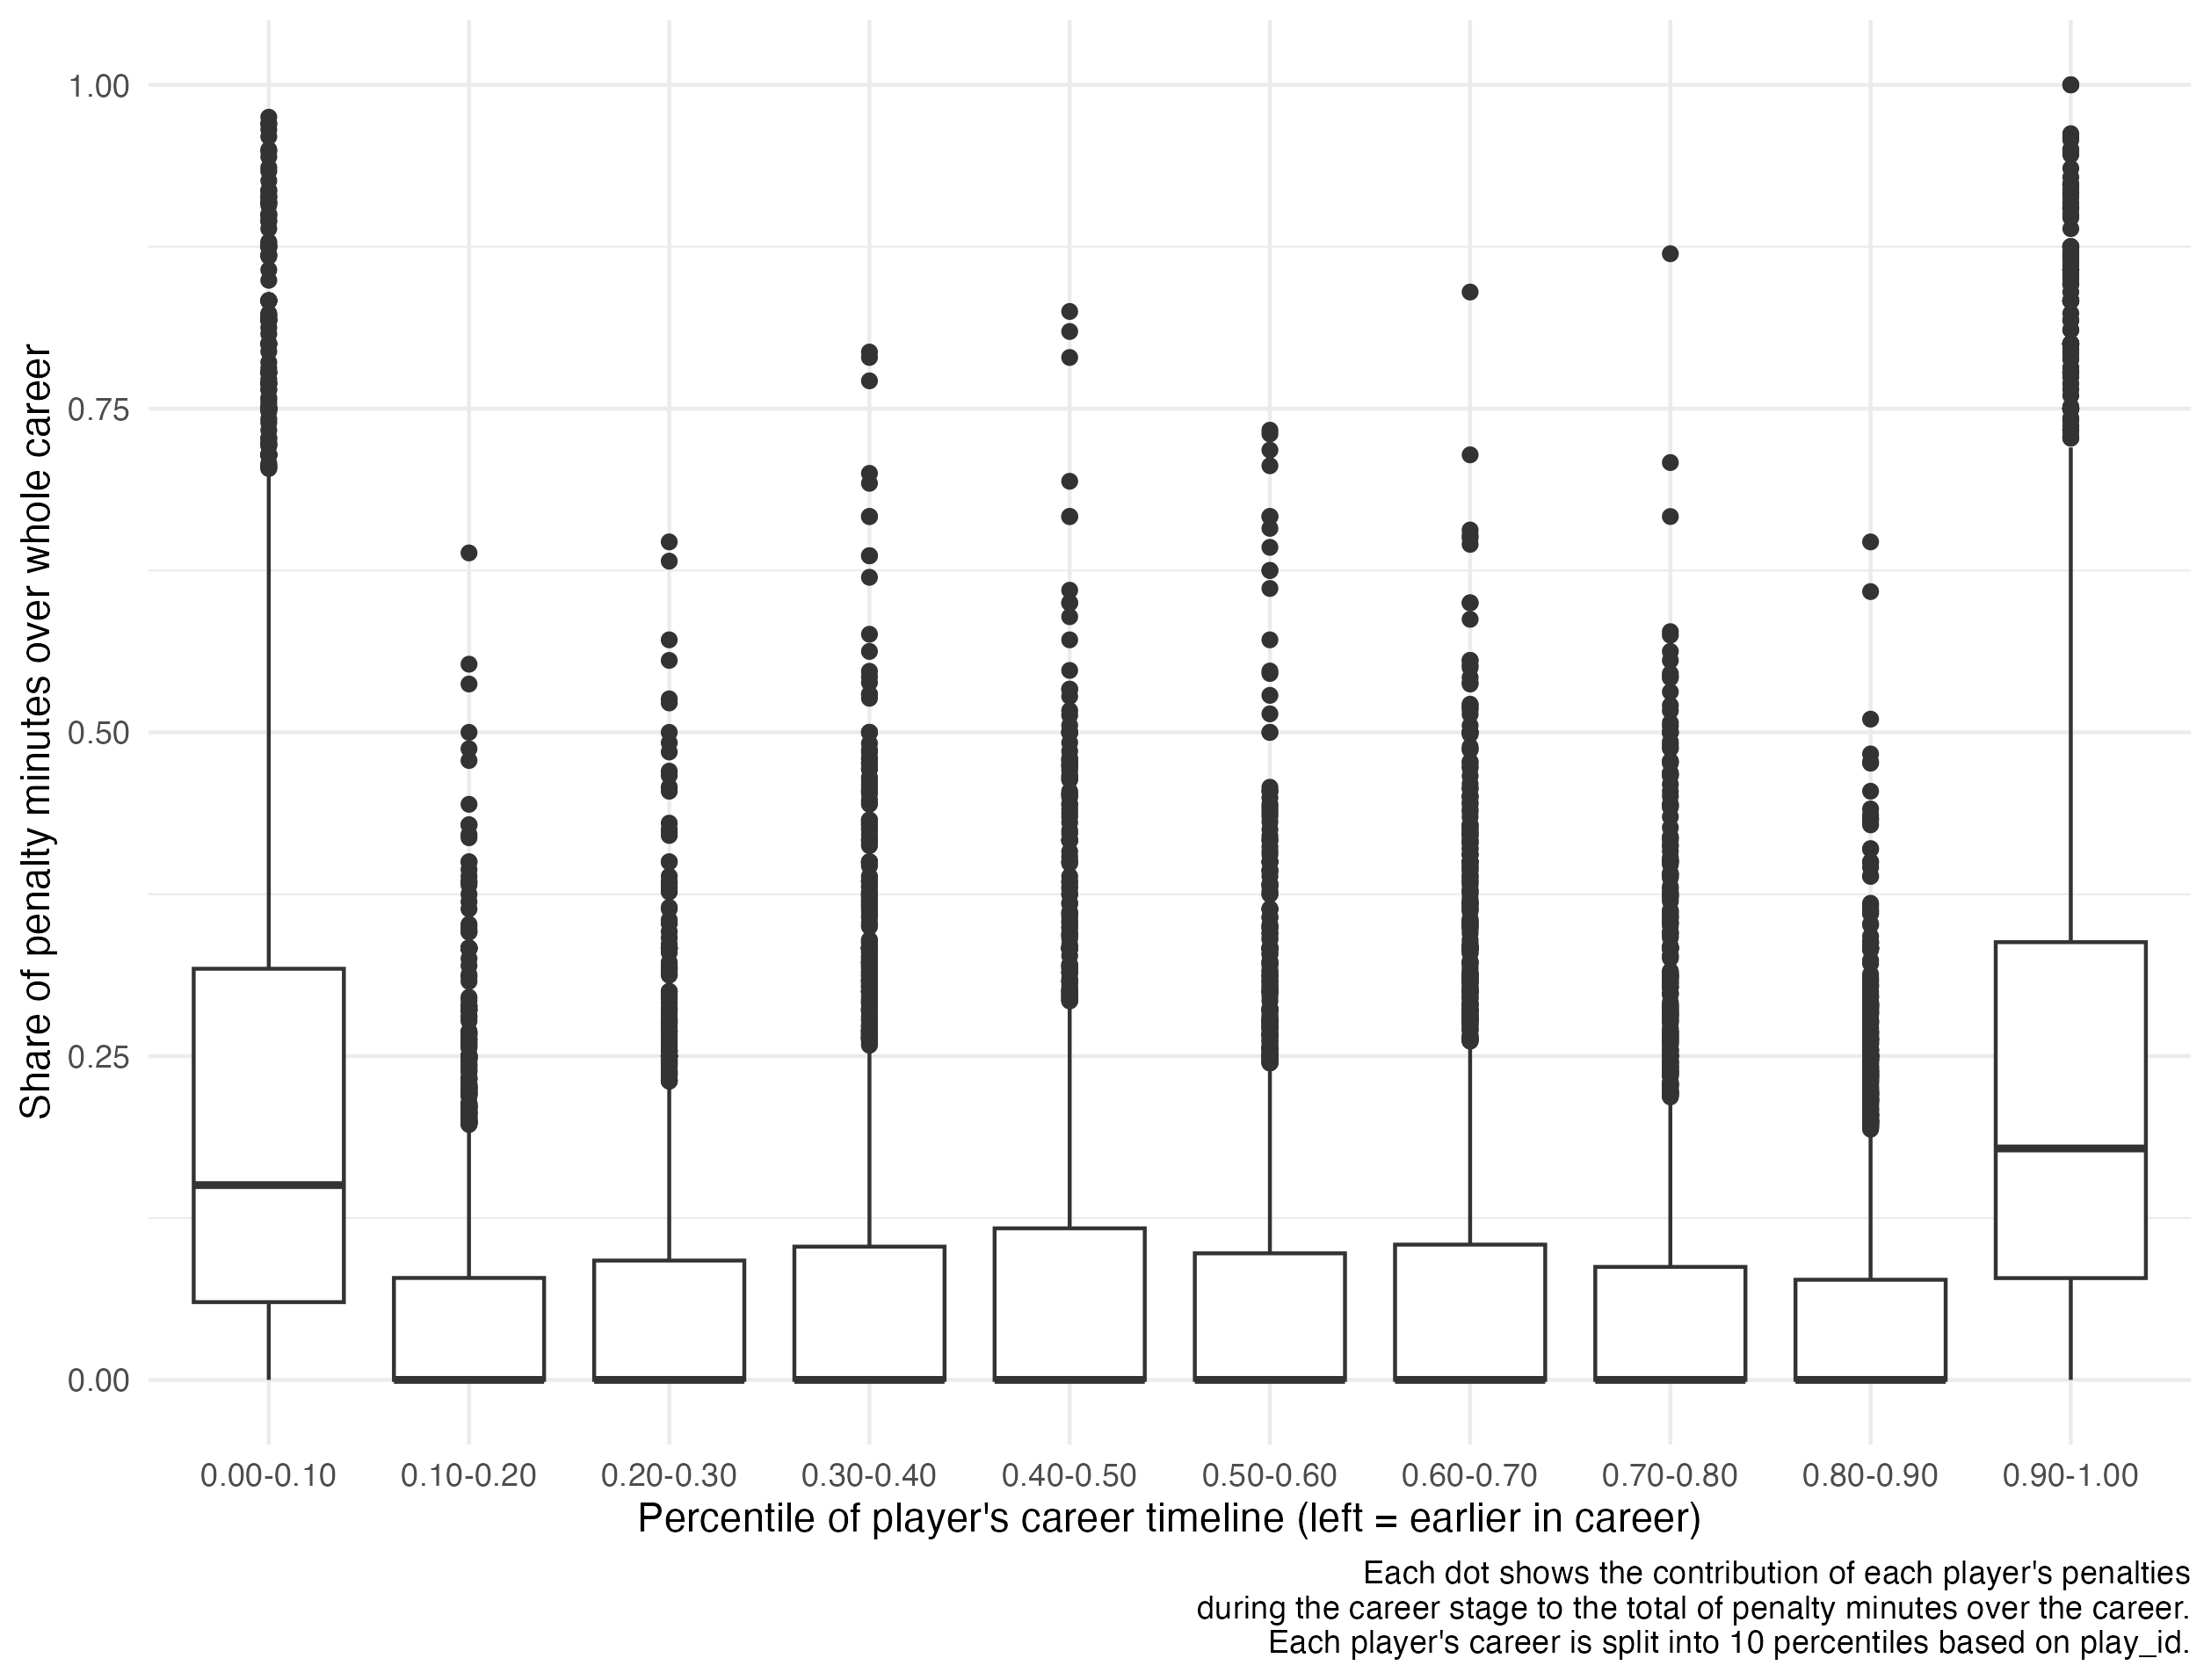 Share of penalty minutes over whole career
1.00
0.75
0.50
0.25
0.00
0.00-0.10 0.10-0.20 0.20-0.30 0.30-0.40 0.40-0.50 0.50-0.60 0.60-0.70 0.70-0.80 0.80-0.90 0.90-1.00
Percentile of player's career timeline (left = earlier in career)
Each dot shows the contribution of each player's penalties
during the career stage to the total of penalty minutes over the career.
Each player's career is split into 10 percentiles based on play_id.